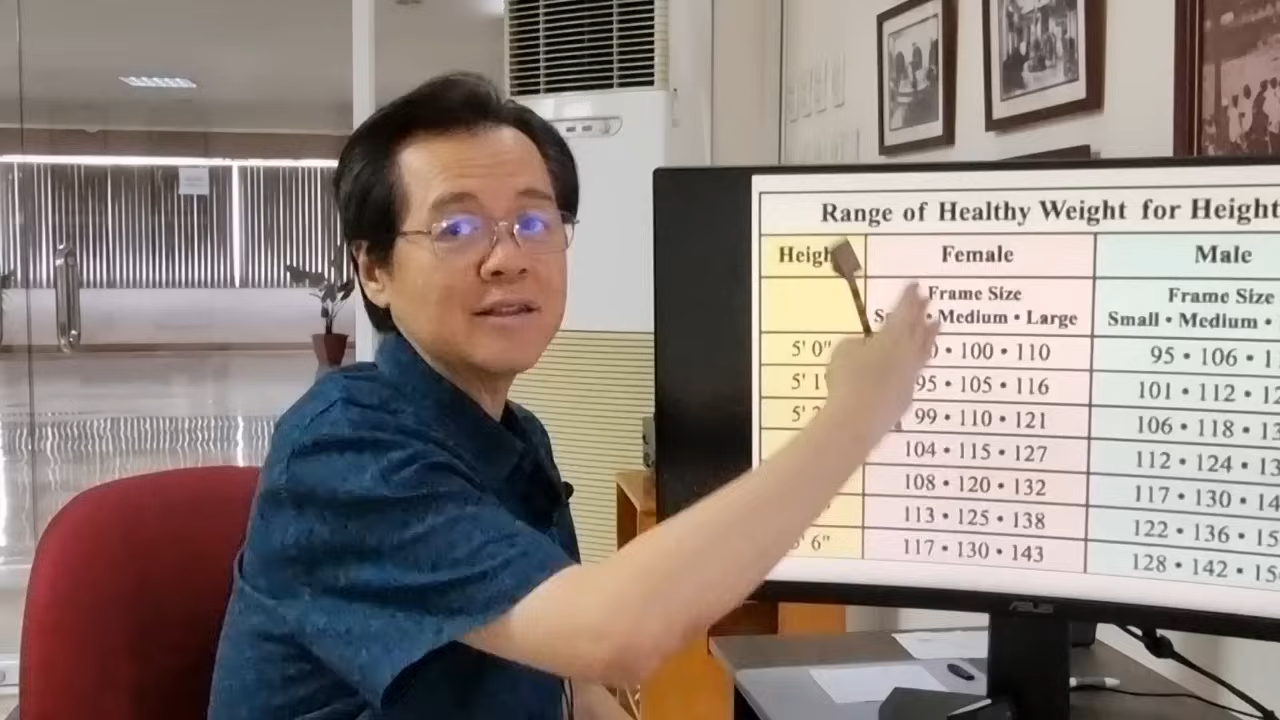 Range of Healthy Weight for Height
Female
Male
Frame Size
Medium • Large
Frame Size
Small • Medium •
5' 0"
• 100 • 110
95 • 106 •
95 • 105 • 116
101 • 112 •
99 • 110 • 121
106 • 118 •
104 • 115 • 127
112 • 124 •
108 • 120 • 132
117 • 130 •
113 • 125 • 138
122 • 136 •
6"
117 • 130 • 143
128 • 142 •
ASUS